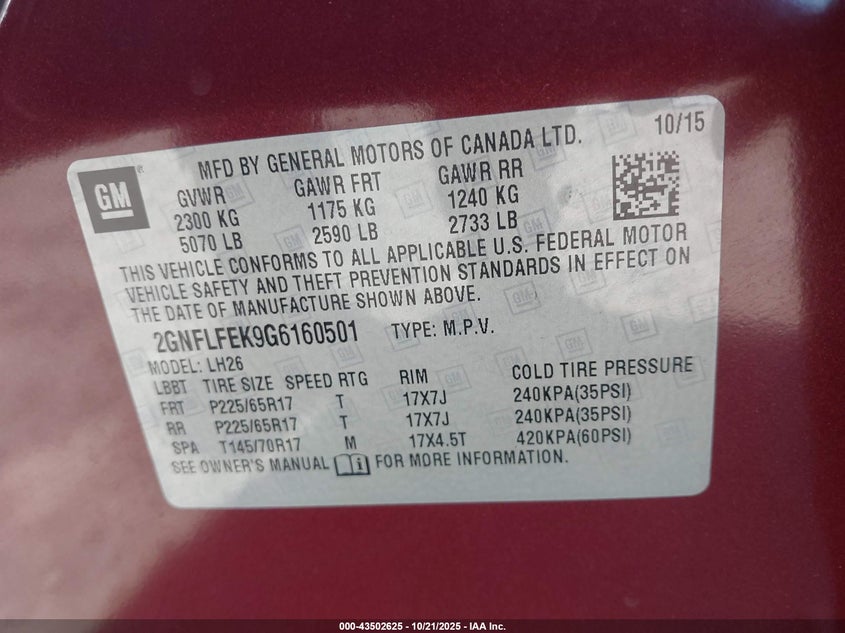 MFD BY GENERAL MOTORS OF CANADA LTD. 10/15
GM
GVWR GAWR FRT GAWR RR
2300 KG 1175 KG 1240 KG
5070 LB 2590 LB 2733 LB
THIS VEHICLE CONFORMS TO ALL APPLICABLE U.S. FEDERAL MOTOR
VEHICLE SAFETY AND THEFT PREVENTION STANDARDS IN EFFECT ON
THE DATE OF MANUFACTURE SHOWN ABOVE.
2GNFLFEK9G6160501 TYPE: M.P.V.
MODEL: LH26
LBBT TIRE SIZE SPEED RTG RIM COLD TIRE PRESSURE
FRT P225/65R17 T 17X7J 240KPA(35PSI)
RR P225/65R17 T 17X7J 240KPA(35PSI)
SPA T145/70R17 M 17X4.5T 420KPA(60PSI)
SEE OWNER'S MANUAL i FOR MORE INFORMATION.
000-43502625 - 10/21/2025 - IAA Inc.